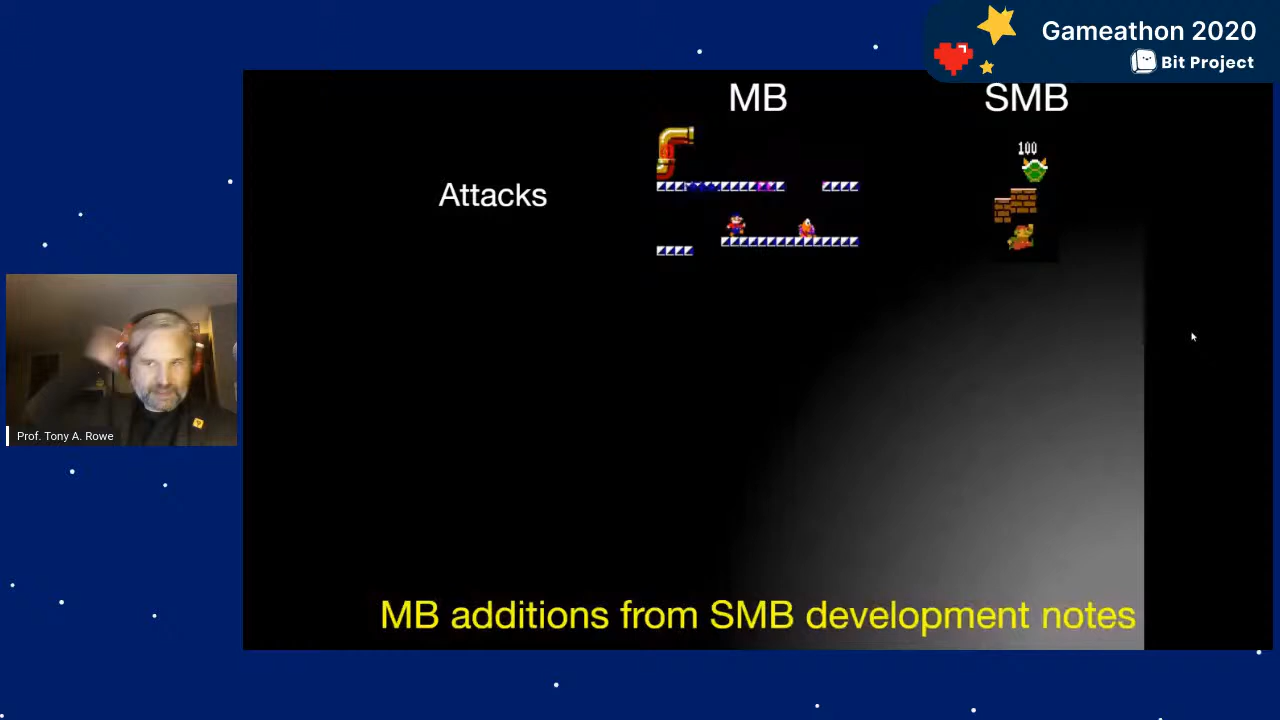 Gameathon 2020
Bit Project
MB SMB
100
Attacks
Prof. Tony A. Rowe
MB additions from SMB development notes